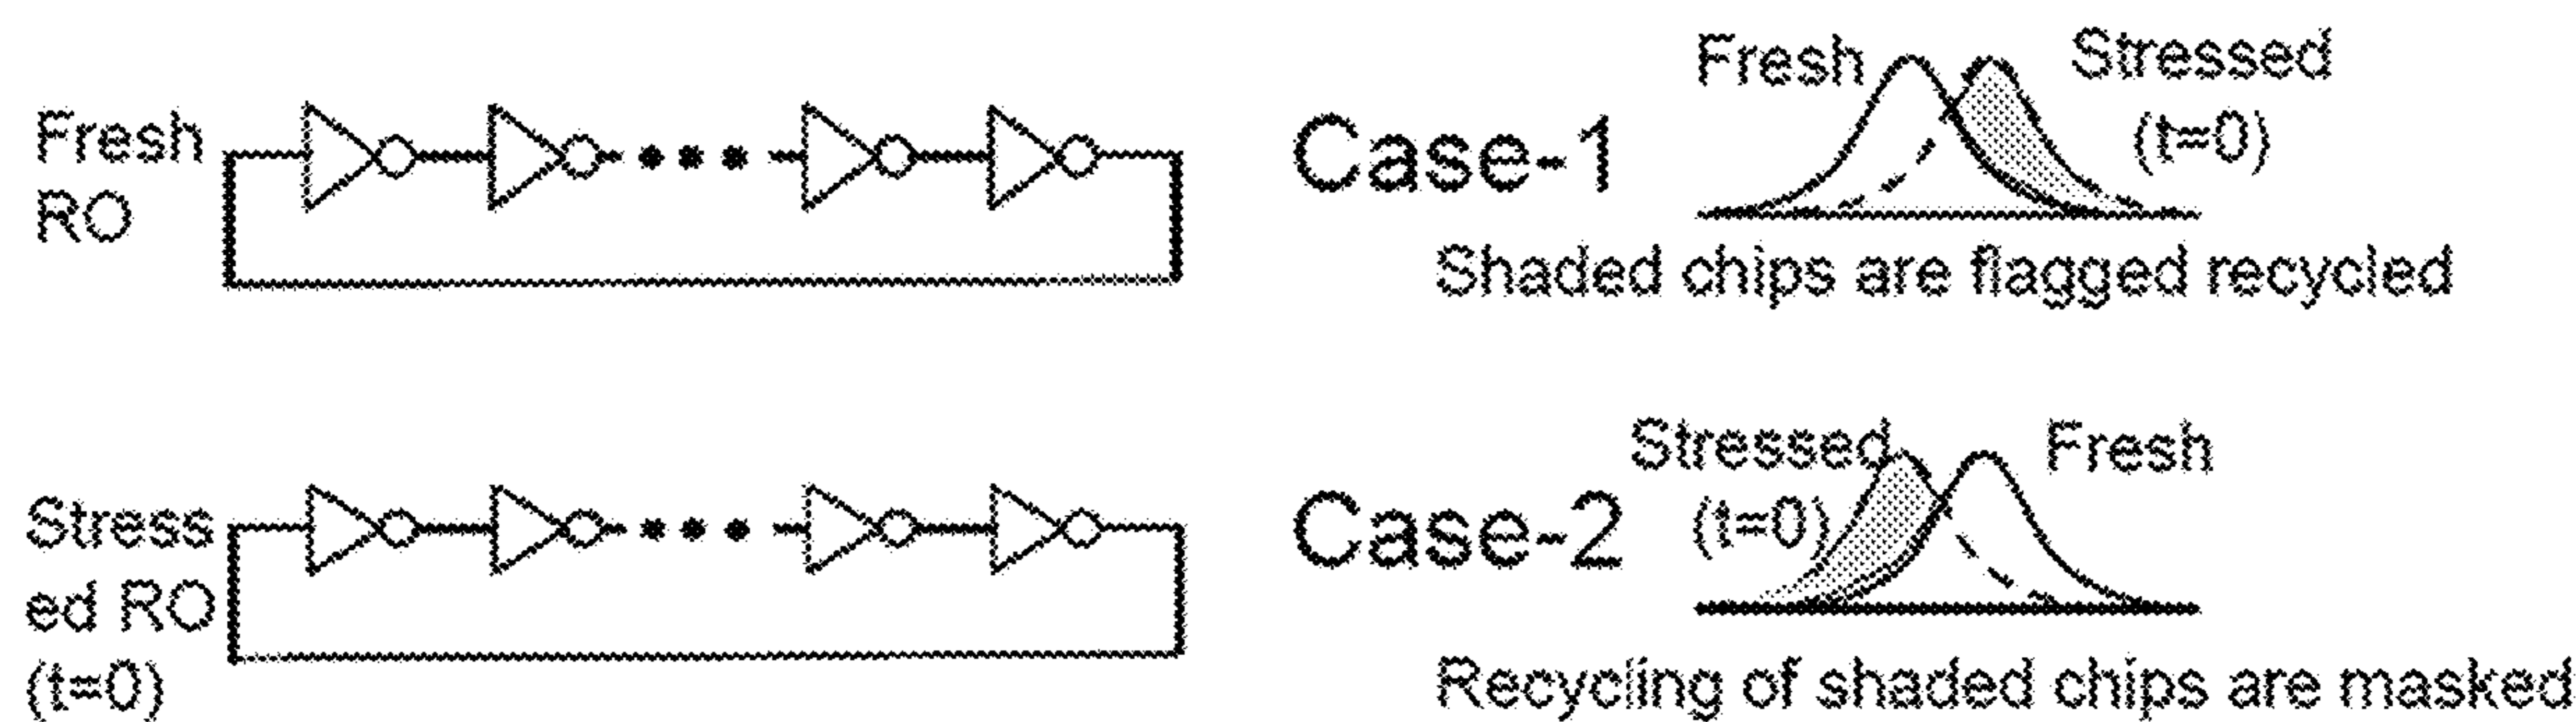 Fresh
RO
Case-1
Fresh
Stressed
(t=0)
Shaded chips are flagged recycled
Stress
ed RO
(t=0)
Case-2
Stressed
(t=0)
Fresh
Recycling of shaded chips are masked